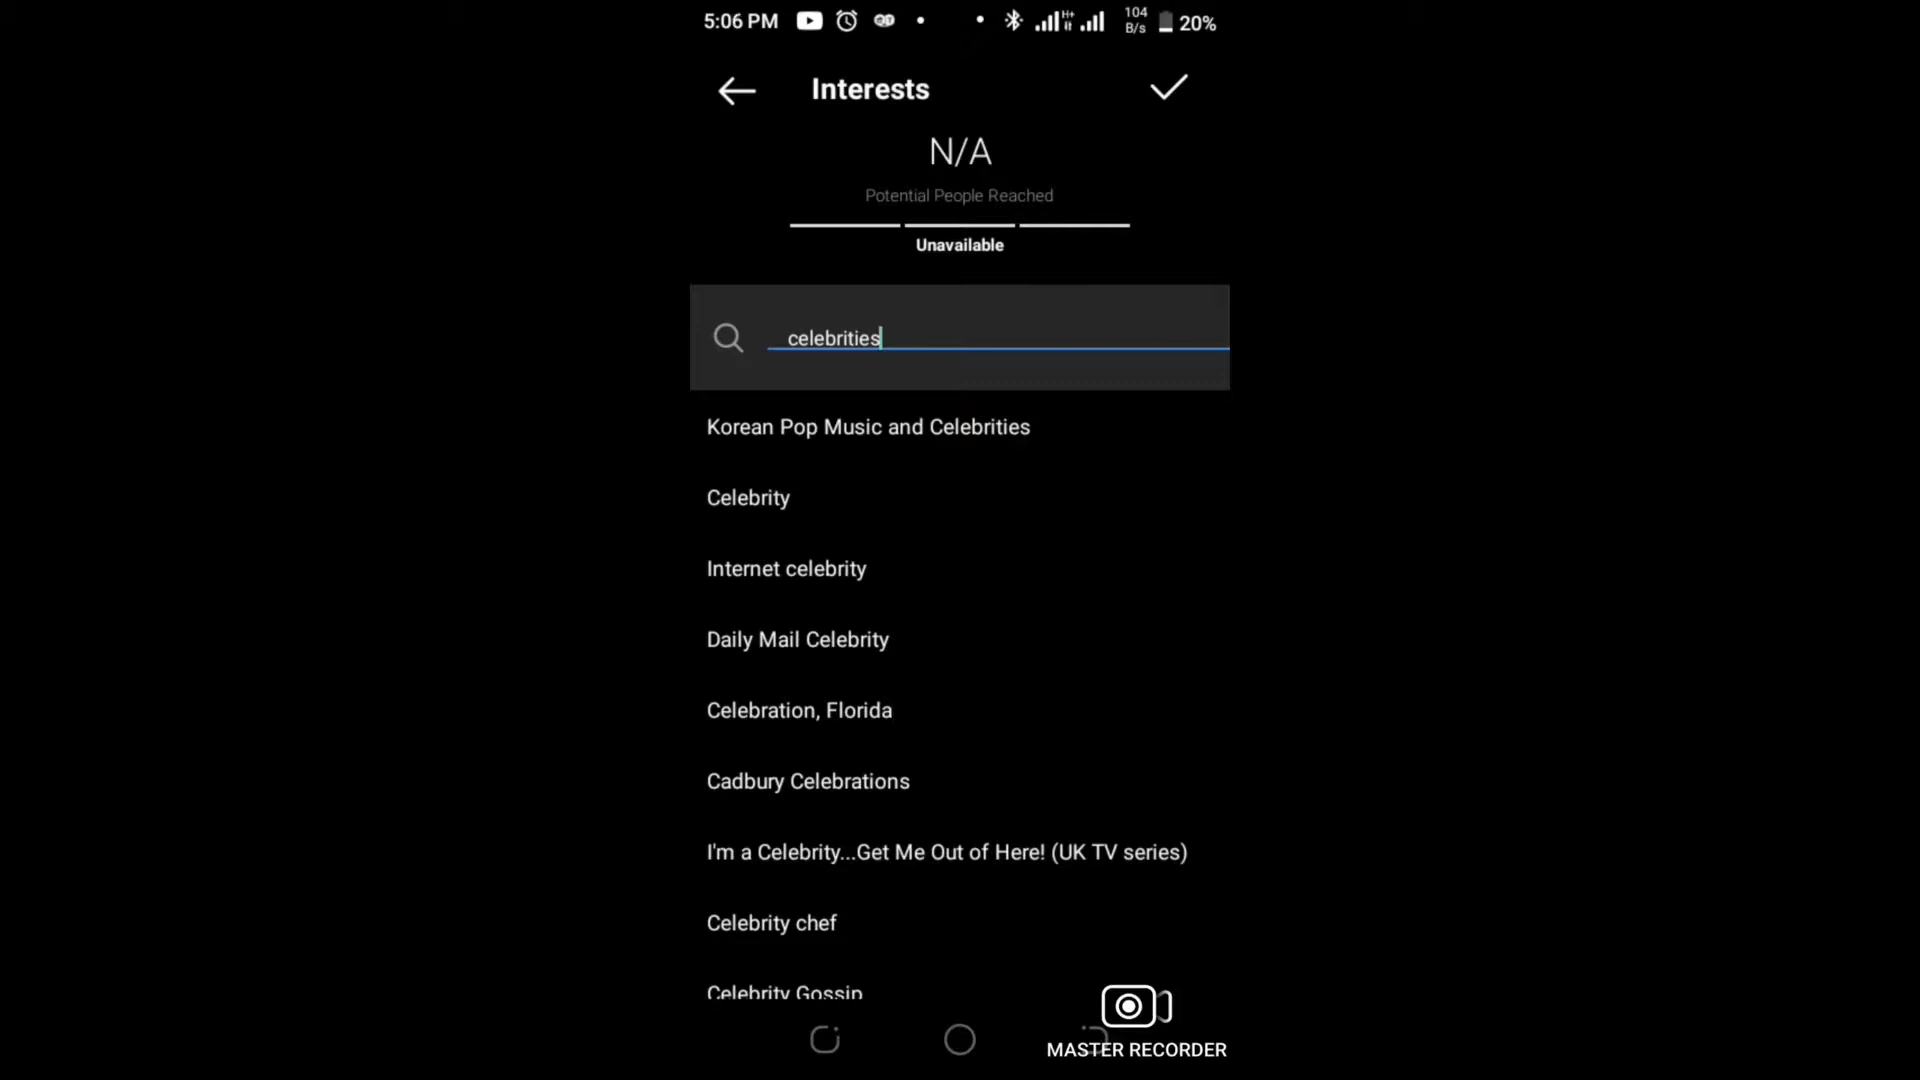 5:06 PM
H+
104 B/s
20%
Interests
N/A
Potential People Reached
Unavailable
celebrities
Korean Pop Music and Celebrities
Celebrity
Internet celebrity
Daily Mail Celebrity
Celebration, Florida
Cadbury Celebrations
I'm a Celebrity...Get Me Out of Here! (UK TV series)
Celebrity chef
Celebrity Gossip
MASTER RECORDER